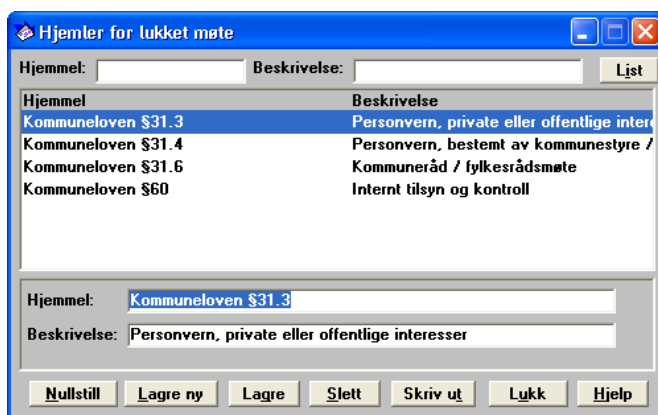 Hjemler for lukket møte
Hjemmel: Beskrivelse: List
Hjemmel Beskrivelse
Kommuneloven §31.3 Personvern, private eller offentlige inter
Kommuneloven §31.4 Personvern, bestemt av kommunestyre /
Kommuneloven §31.6 Kommuneråd / fylkesrådsmøte
Kommuneloven §60 Internt tilsyn og kontroll
Hjemmel: Kommuneloven §31.3
Beskrivelse: Personvern, private eller offentlige interesser
Nullstill Lagre ny Lagre Slett Skriv ut Lukk Hjelp